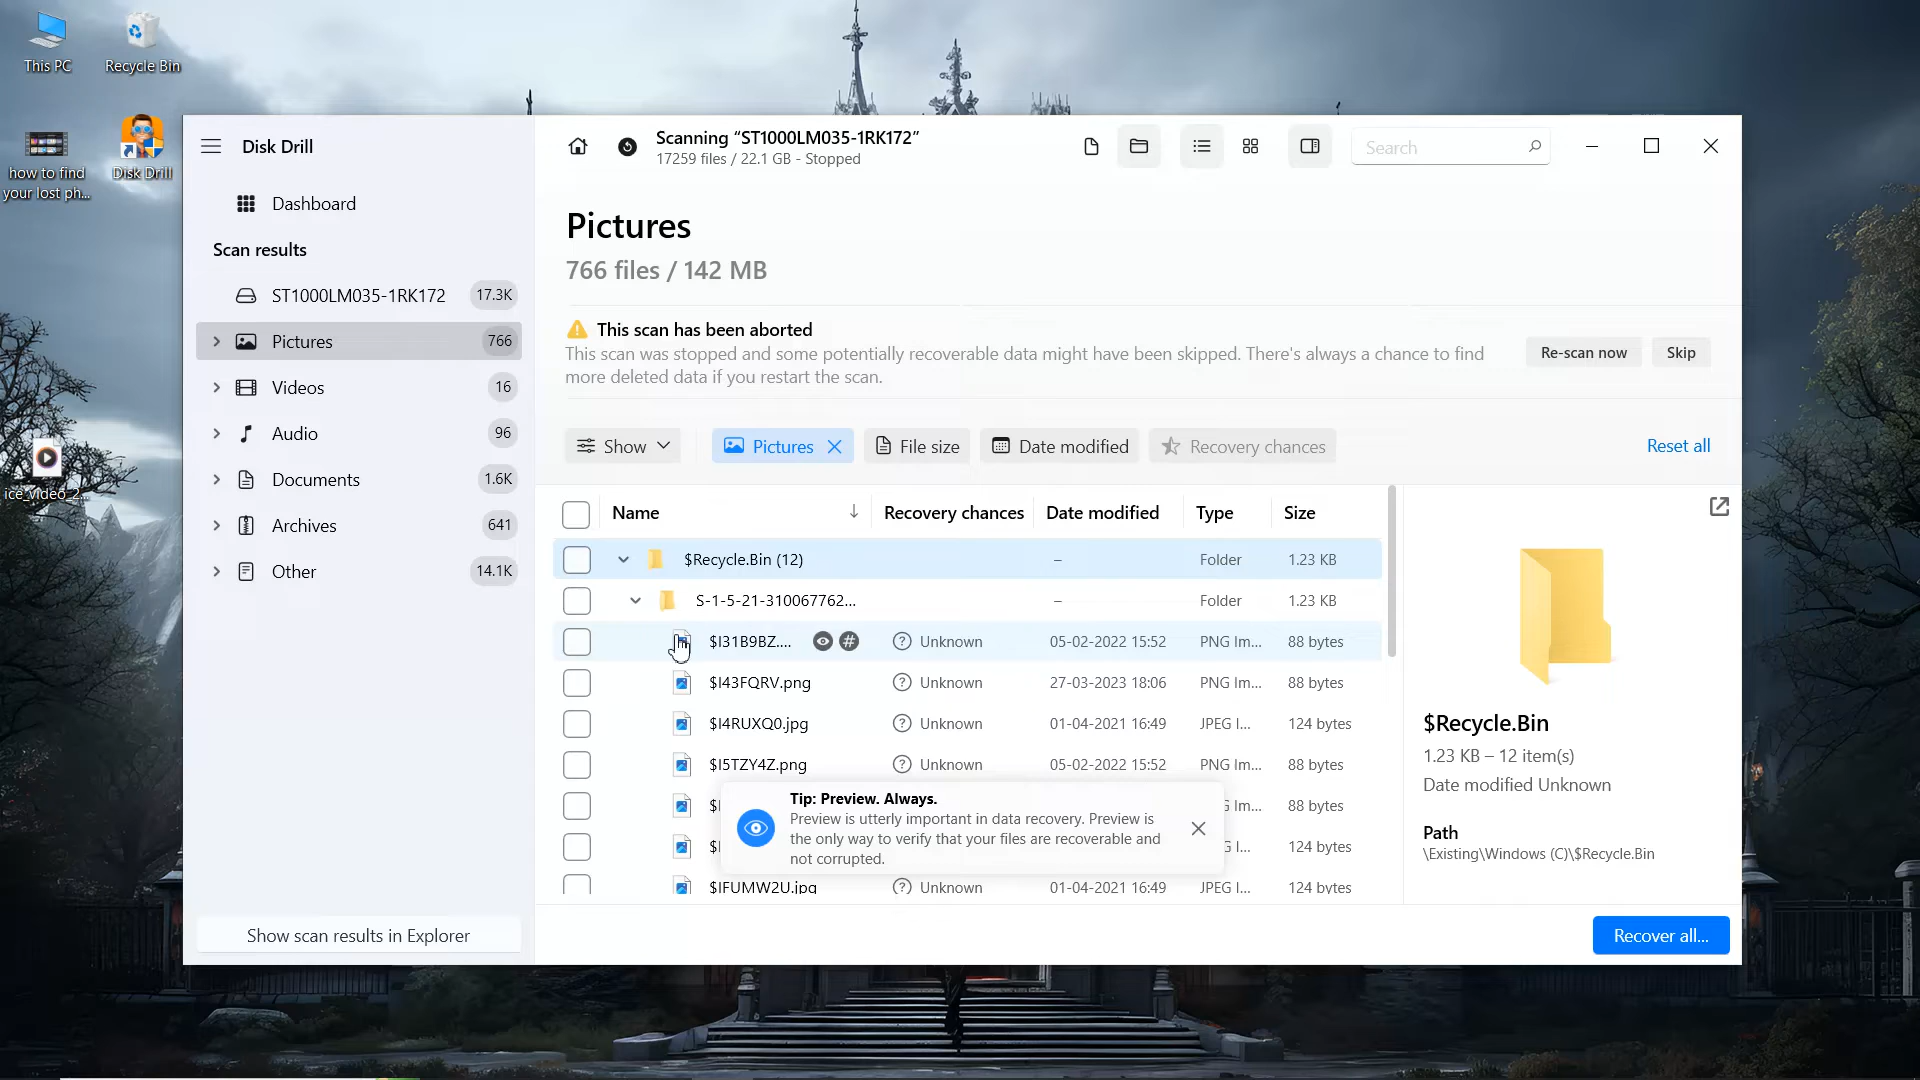 This PC
Recycle Bin
how to find
your lost ph...
Disk Drill
ice_video_2...
Disk Drill
Dashboard
Scan results
ST1000LM035-1RK172 17.3K
Pictures 766
Videos 16
Audio 96
Documents 1.6K
Archives 641
Other 14.1K
Show scan results in Explorer
Scanning “ST1000LM035-1RK172”
17259 files / 22.1 GB - Stopped
Search
Pictures
766 files / 142 MB
This scan has been aborted
This scan was stopped and some potentially recoverable data might have been skipped. There's always a chance to find
more deleted data if you restart the scan.
Re-scan now Skip
Show Pictures File size Date modified Recovery chances Reset all
Name Recovery chances Date modified Type Size
$Recycle.Bin (12) – Folder 1.23 KB
S-1-5-21-310067762... – Folder 1.23 KB
$I31B9BZ.... # Unknown 05-02-2022 15:52 PNG Im... 88 bytes
$I43FQRV.png Unknown 27-03-2023 18:06 PNG Im... 88 bytes
$I4RUXQ0.jpg Unknown 01-04-2021 16:49 JPEG I... 124 bytes
$I5TZY4Z.png Unknown 05-02-2022 15:52 PNG Im... 88 bytes
88 bytes
124 bytes
$IFUMW2U.jpg Unknown 01-04-2021 16:49 JPEG I... 124 bytes
Tip: Preview. Always.
Preview is utterly important in data recovery. Preview is
the only way to verify that your files are recoverable and
not corrupted.
$Recycle.Bin
1.23 KB – 12 item(s)
Date modified Unknown
Path
\Existing\Windows (C)\$Recycle.Bin
Recover all...